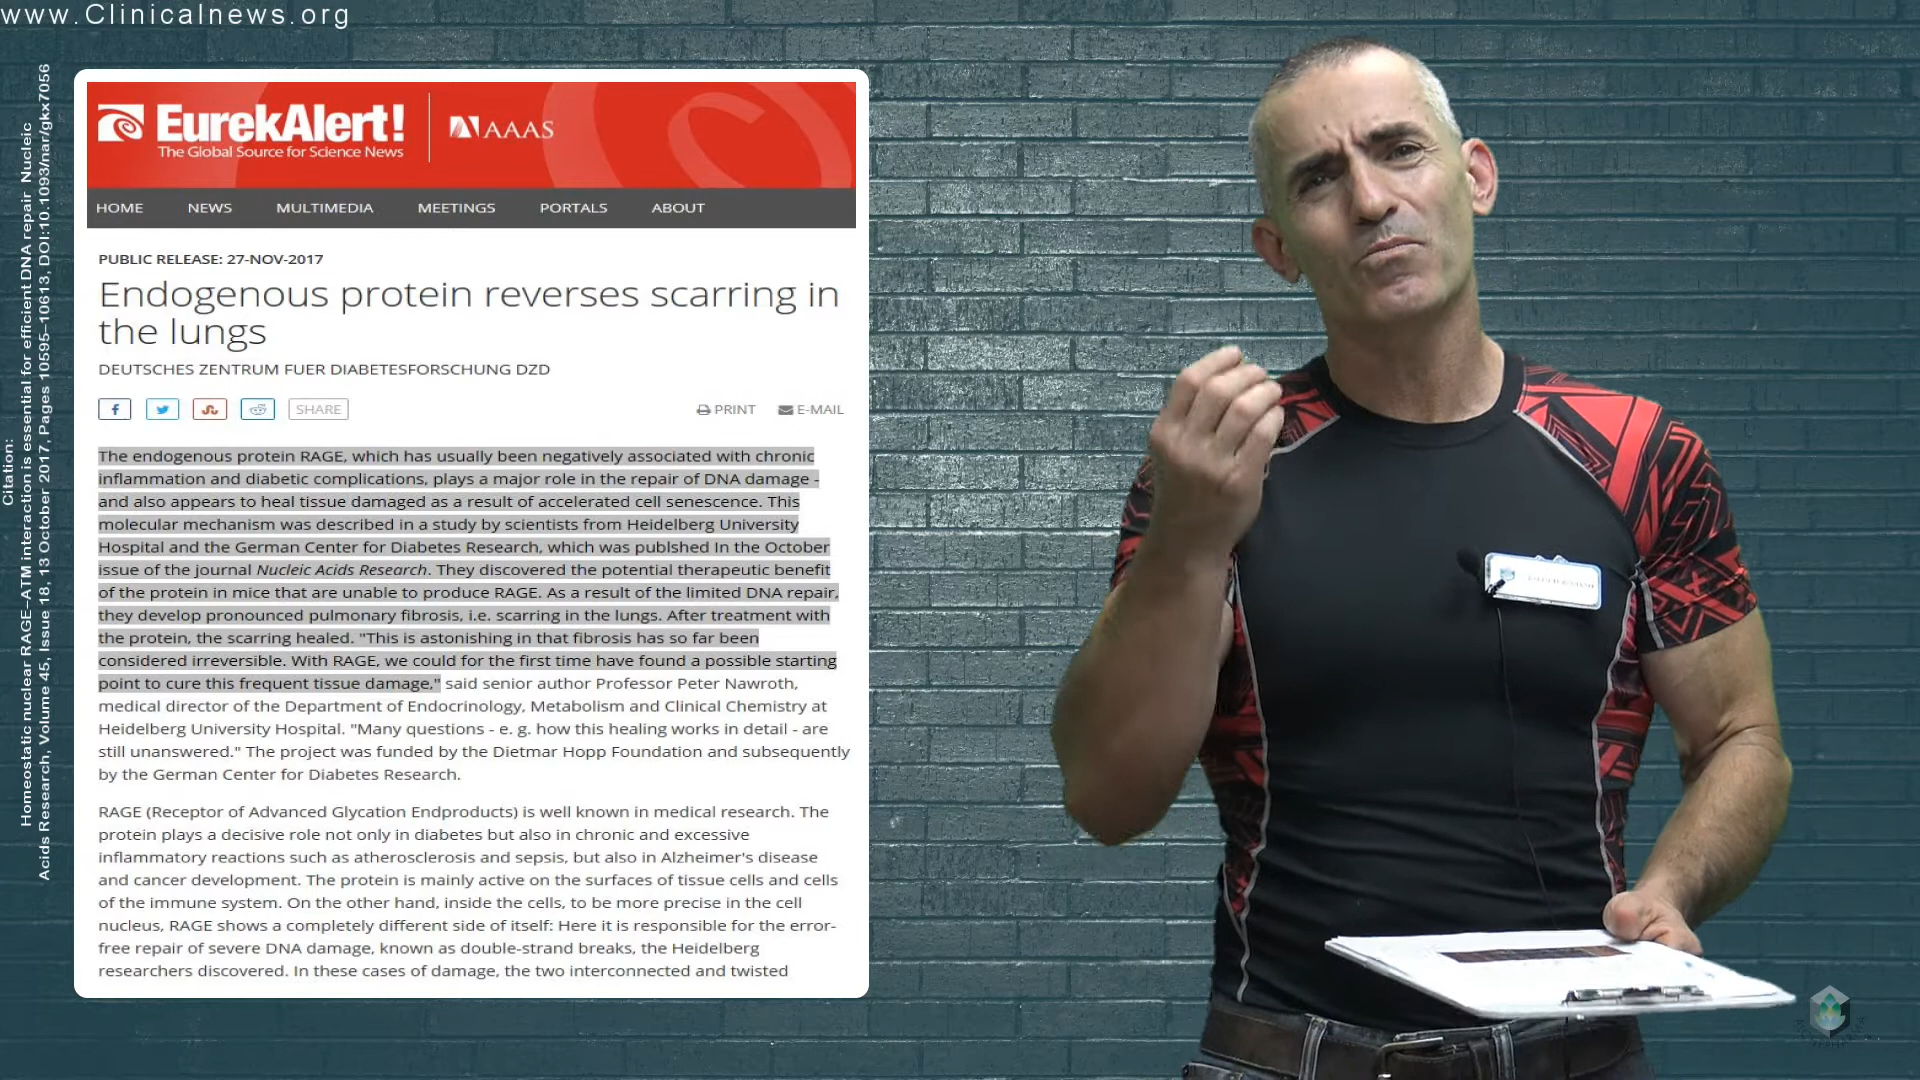 www.Clinicalnews.org
Citation:
Homeostatic nuclear RAGE–ATM interaction is essential for efficient DNA repair Nucleic
Acids Research, Volume 45, Issue 18, 13 October 2017, Pages 10595–10613, DOI:10.1093/nar/gkx7056
EurekAlert!
The Global Source for Science News
AAAS
HOME NEWS MULTIMEDIA MEETINGS PORTALS ABOUT
PUBLIC RELEASE: 27-NOV-2017
Endogenous protein reverses scarring in
the lungs
DEUTSCHES ZENTRUM FUER DIABETESFORSCHUNG DZD
SHARE PRINT E-MAIL
The endogenous protein RAGE, which has usually been negatively associated with chronic
inflammation and diabetic complications, plays a major role in the repair of DNA damage -
and also appears to heal tissue damaged as a result of accelerated cell senescence. This
molecular mechanism was described in a study by scientists from Heidelberg University
Hospital and the German Center for Diabetes Research, which was publshed In the October
issue of the journal Nucleic Acids Research. They discovered the potential therapeutic benefit
of the protein in mice that are unable to produce RAGE. As a result of the limited DNA repair,
they develop pronounced pulmonary fibrosis, i.e. scarring in the lungs. After treatment with
the protein, the scarring healed. "This is astonishing in that fibrosis has so far been
considered irreversible. With RAGE, we could for the first time have found a possible starting
point to cure this frequent tissue damage," said senior author Professor Peter Nawroth,
medical director of the Department of Endocrinology, Metabolism and Clinical Chemistry at
Heidelberg University Hospital. "Many questions - e. g. how this healing works in detail - are
still unanswered." The project was funded by the Dietmar Hopp Foundation and subsequently
by the German Center for Diabetes Research.
RAGE (Receptor of Advanced Glycation Endproducts) is well known in medical research. The
protein plays a decisive role not only in diabetes but also in chronic and excessive
inflammatory reactions such as atherosclerosis and sepsis, but also in Alzheimer's disease
and cancer development. The protein is mainly active on the surfaces of tissue cells and cells
of the immune system. On the other hand, inside the cells, to be more precise in the cell
nucleus, RAGE shows a completely different side of itself: Here it is responsible for the error-
free repair of severe DNA damage, known as double-strand breaks, the Heidelberg
researchers discovered. In these cases of damage, the two interconnected and twisted